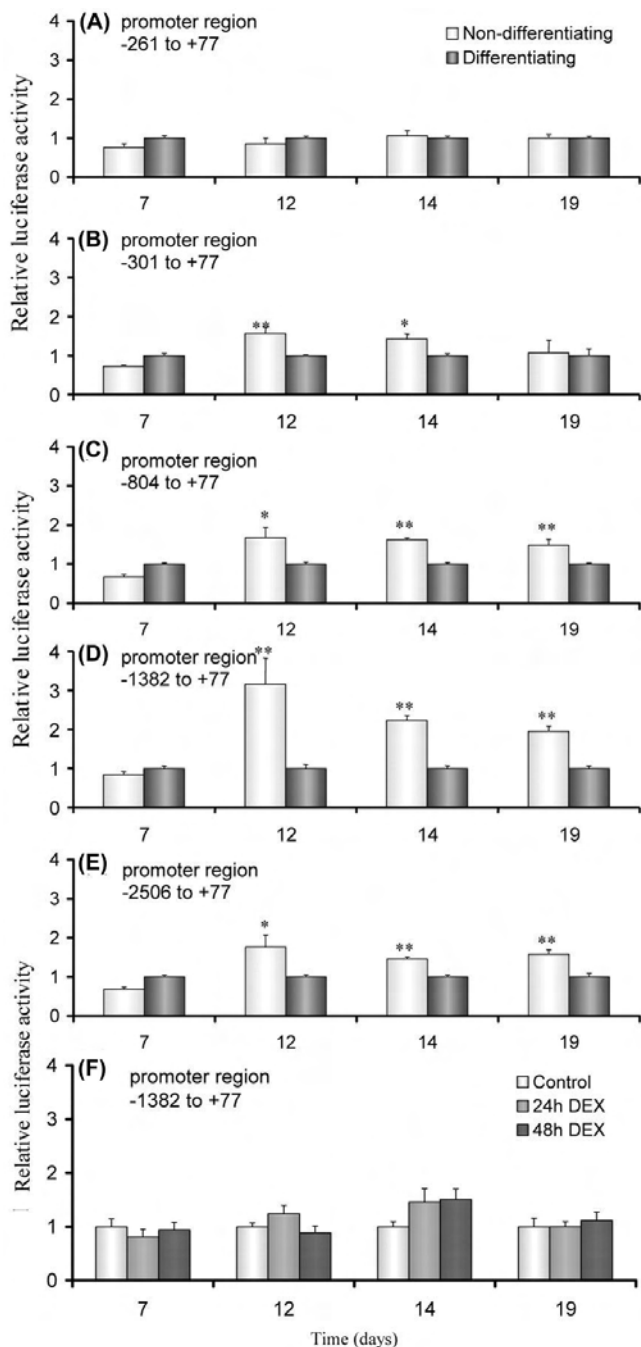 (A) promoter region
-261 to +77
Non-differentiating
Differentiating
Relative luciferase activity
4
3
2
1
0
7 12 14 19
(B) promoter region
-301 to +77
4
3
2
1
0
** *
7 12 14 19
(C) promoter region
-804 to +77
Relative luciferase activity
4
3
2
1
0
* ** **
7 12 14 19
(D) promoter region
-1382 to +77
4
3
2
1
0
** ** **
7 12 14 19
(E) promoter region
-2506 to +77
Relative luciferase activity
4
3
2
1
0
* ** **
7 12 14 19
(F) promoter region
-1382 to +77
Control
24h DEX
48h DEX
4
3
2
1
0
7 12 14 19
Time (days)